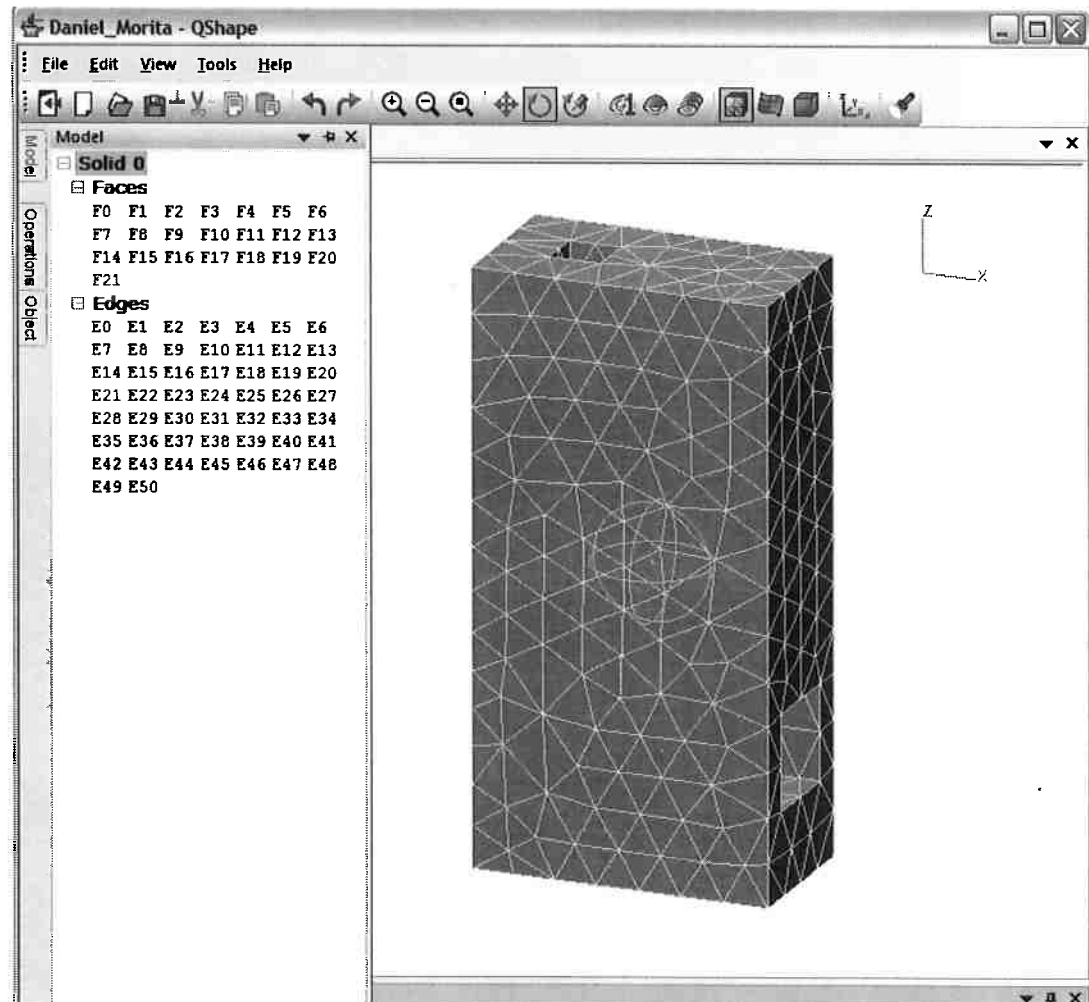 Daniel_Morita - QShape
File Edit View Tools Help
Model
Solid 0
Faces
F0 F1 F2 F3 F4 F5 F6
F7 F8 F9 F10 F11 F12 F13
F14 F15 F16 F17 F18 F19 F20
F21
Edges
E0 E1 E2 E3 E4 E5 E6
E7 E8 E9 E10 E11 E12 E13
E14 E15 E16 E17 E18 E19 E20
E21 E22 E23 E24 E25 E26 E27
E28 E29 E30 E31 E32 E33 E34
E35 E36 E37 E38 E39 E40 E41
E42 E43 E44 E45 E46 E47 E48
E49 E50
Model
Operations
Object
Z
X